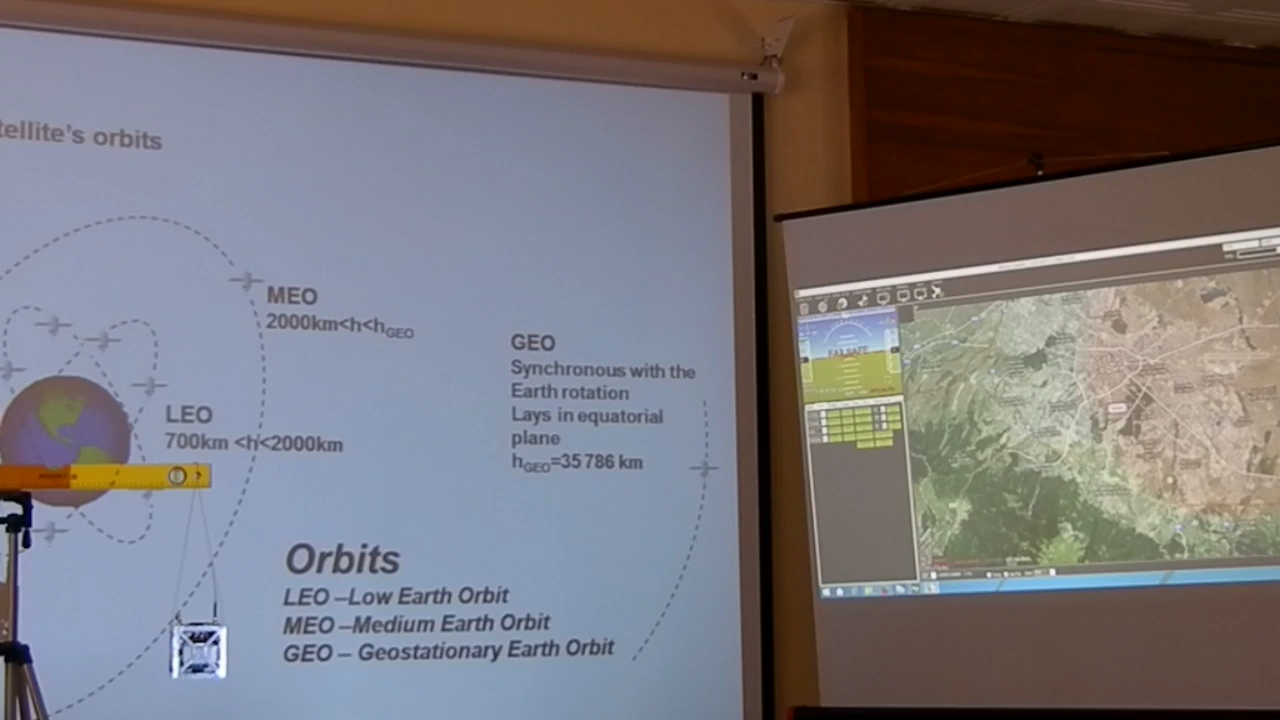 tellite's orbits
MEO
2000km<h<hGEO
GEO
Synchronous with the
Earth rotation
Lays in equatorial
plane
hGEO=35 786 km
LEO
700km <h<2000km
Orbits
LEO –Low Earth Orbit
MEO –Medium Earth Orbit
GEO – Geostationary Earth Orbit
FAILSAFE